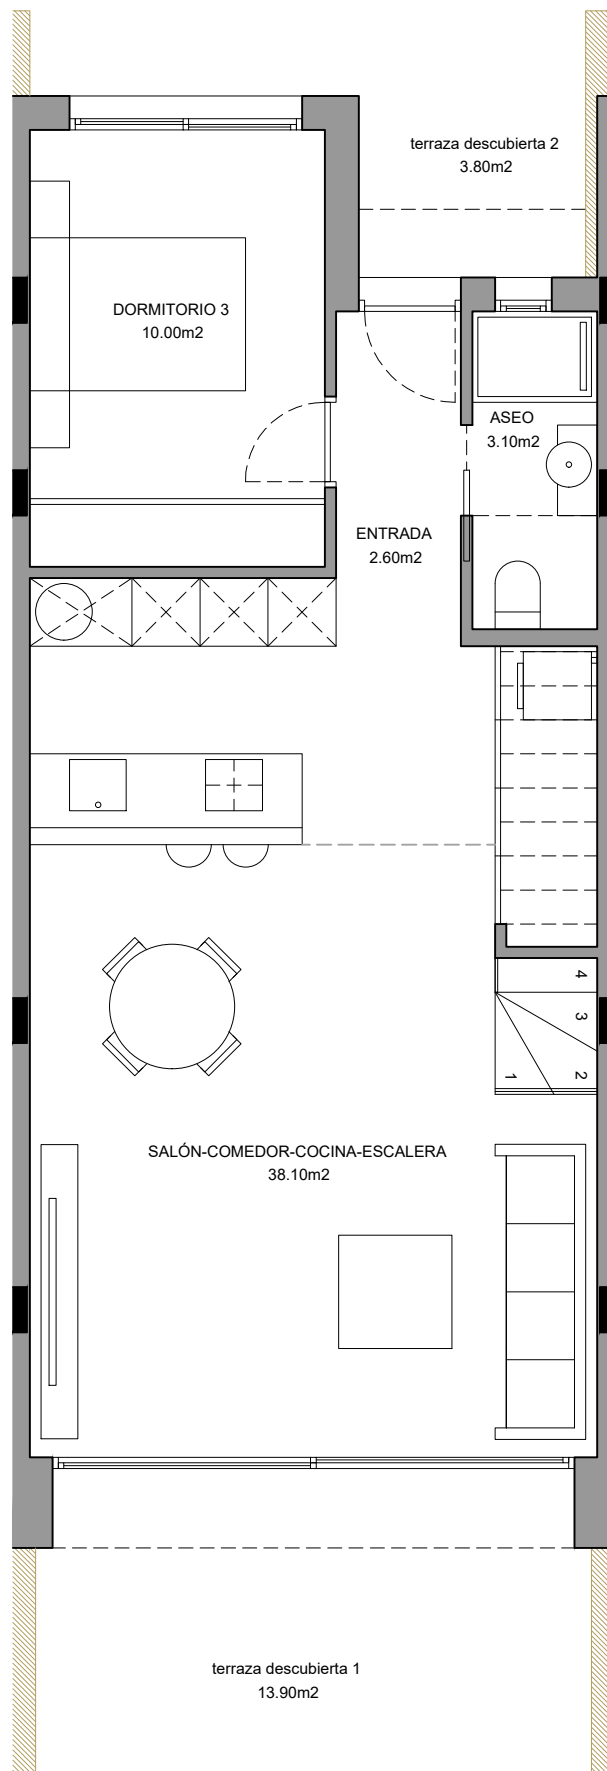 terraza descubierta 2
3.80m2
DORMITORIO 3
10.00m2
ASEO
3.10m2
ENTRADA
2.60m2
4
3
2
1
SALÓN-COMEDOR-COCINA-ESCALERA
38.10m2
terraza descubierta 1
13.90m2